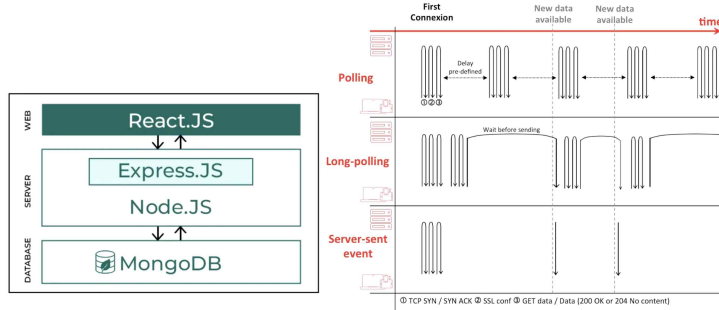 WEB
React.JS
SERVER
Express.JS
Node.JS
DATABASE
MongoDB
First
Connexion
New data
available
New data
available
time
Polling
Delay
pre-defined
①②③
Long-polling
Wait before sending
Server-sent
event
① TCP SYN / SYN ACK ② SSL conf ③ GET data / Data (200 OK or 204 No content)